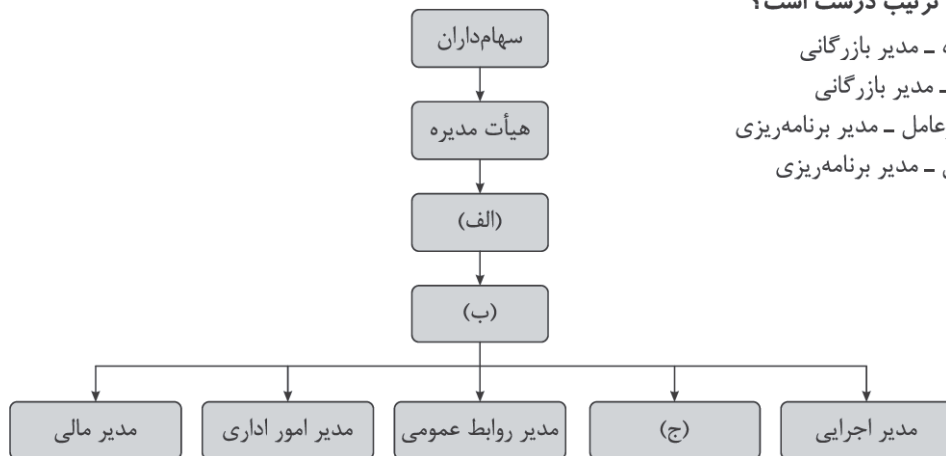 ترتیب درست است؟
ـ مدیر بازرگانی
ـ مدیر بازرگانی
ـ مدیر برنامه‌ریزی
ـ مدیر برنامه‌ریزی
سهام‌داران
هیأت مدیره
(الف)
(ب)
مدیر اجرایی
(ج)
مدیر روابط عمومی
مدیر امور اداری
مدیر مالی